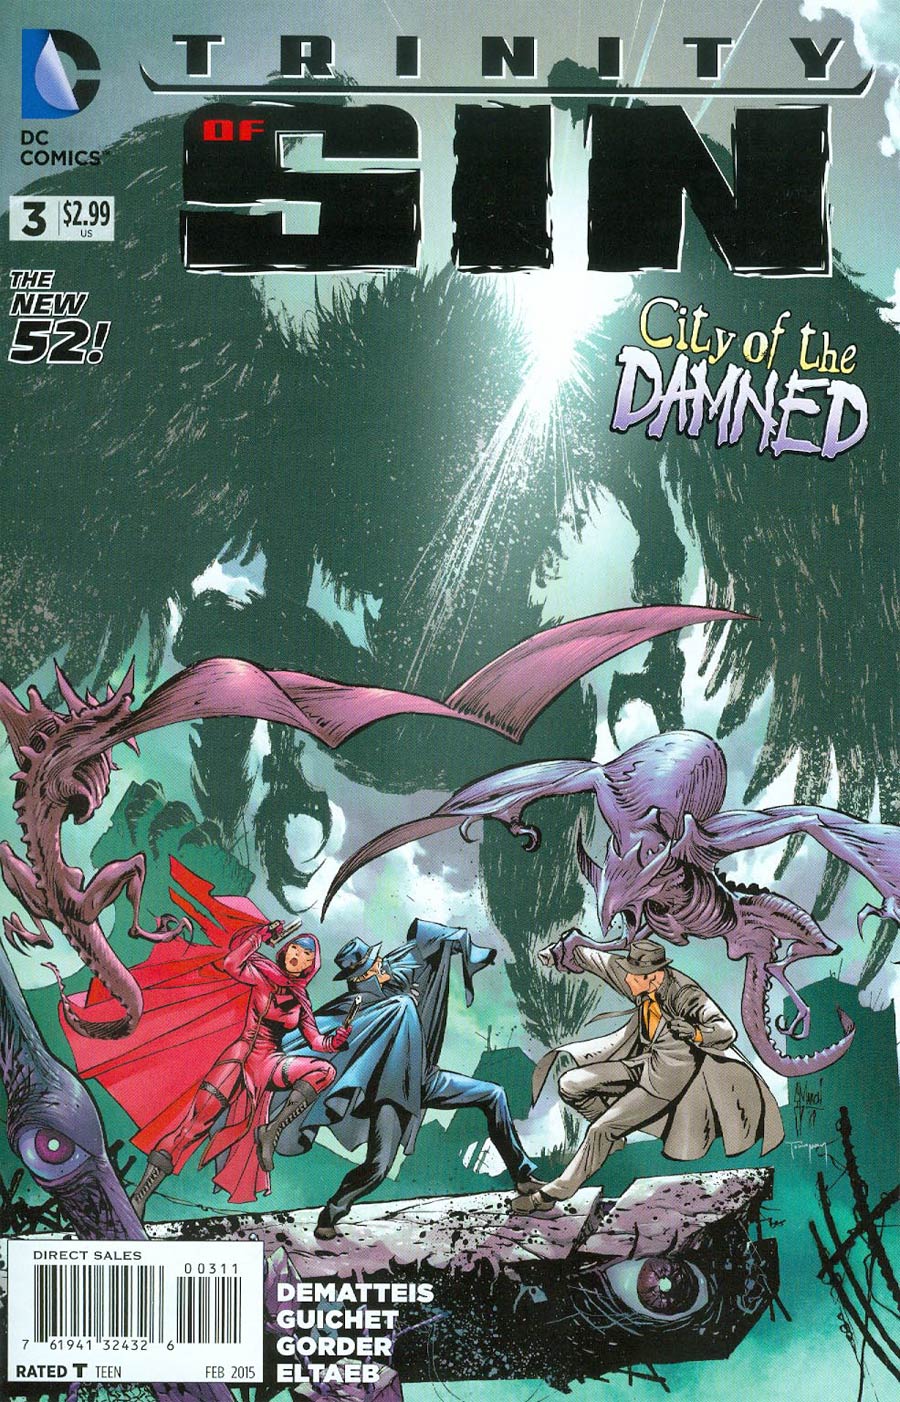 TRINITY
OF
SIN
DC
COMICS™
3 $2.99
US
THE
NEW
52!
City of the
DAMNED
DIRECT SALES
00311
7 61941 32432 6
RATED T TEEN FEB 2015
DEMATTEIS
GUICHET
GORDER
ELTAEB